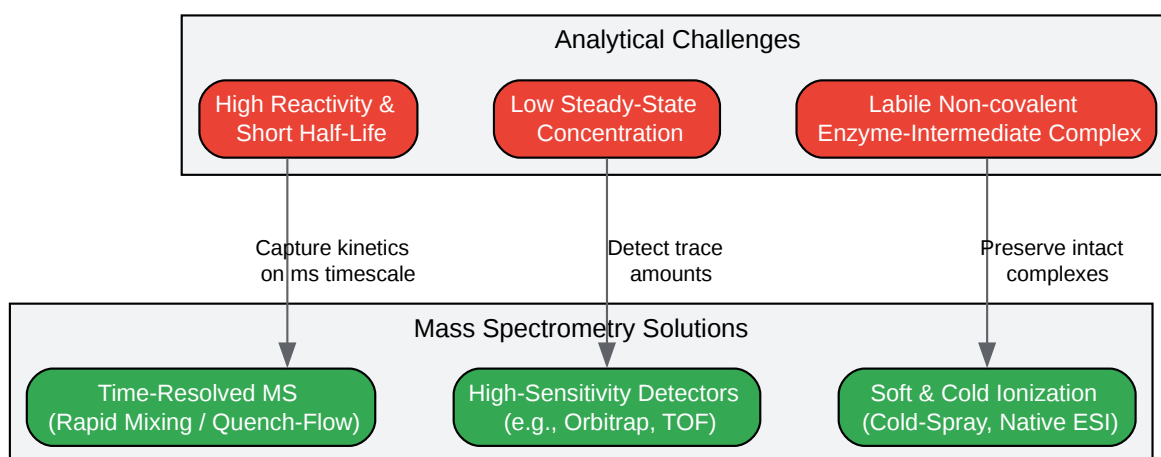 Analytical Challenges
High Reactivity &
Short Half-Life
Low Steady-State
Concentration
Labile Non-covalent
Enzyme-Intermediate Complex
Capture kinetics
on ms timescale
Detect trace
amounts
Preserve intact
complexes
Mass Spectrometry Solutions
Time-Resolved MS
(Rapid Mixing / Quench-Flow)
High-Sensitivity Detectors
(e.g., Orbitrap, TOF)
Soft & Cold Ionization
(Cold-Spray, Native ESI)